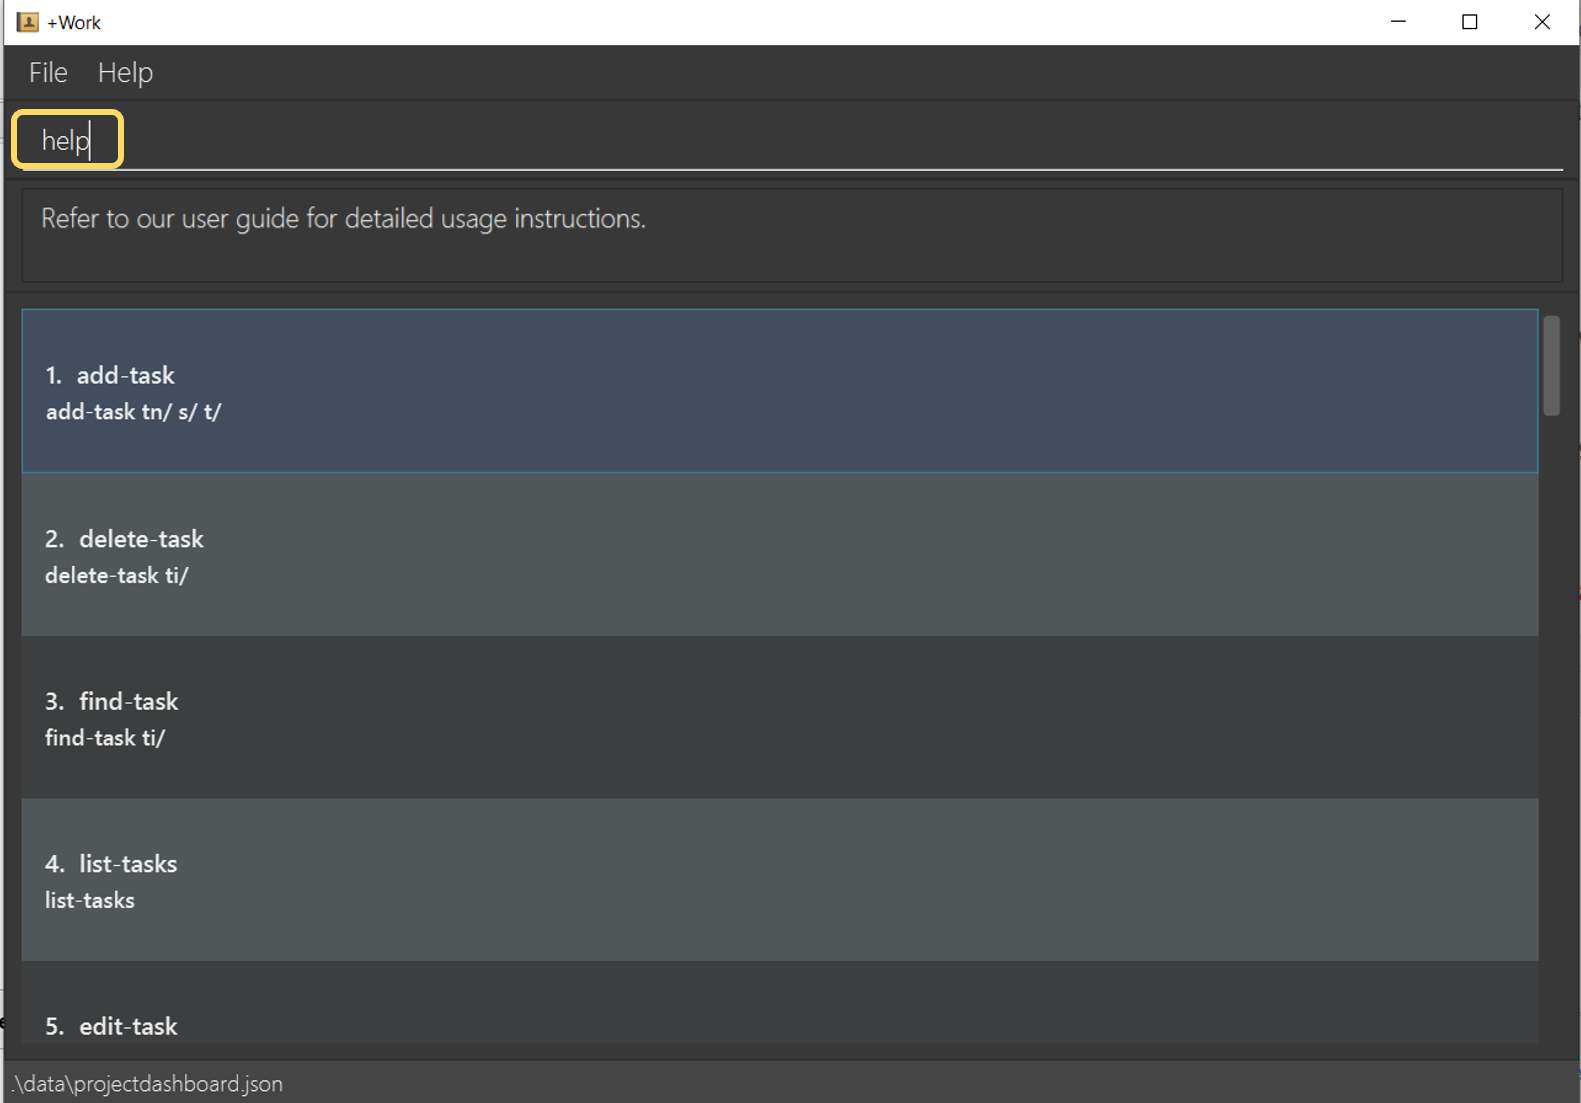 +Work
File Help
help
Refer to our user guide for detailed usage instructions.
1. add-task
add-task tn/ s/ t/
2. delete-task
delete-task ti/
3. find-task
find-task ti/
4. list-tasks
list-tasks
5. edit-task
.\data\projectdashboard.json